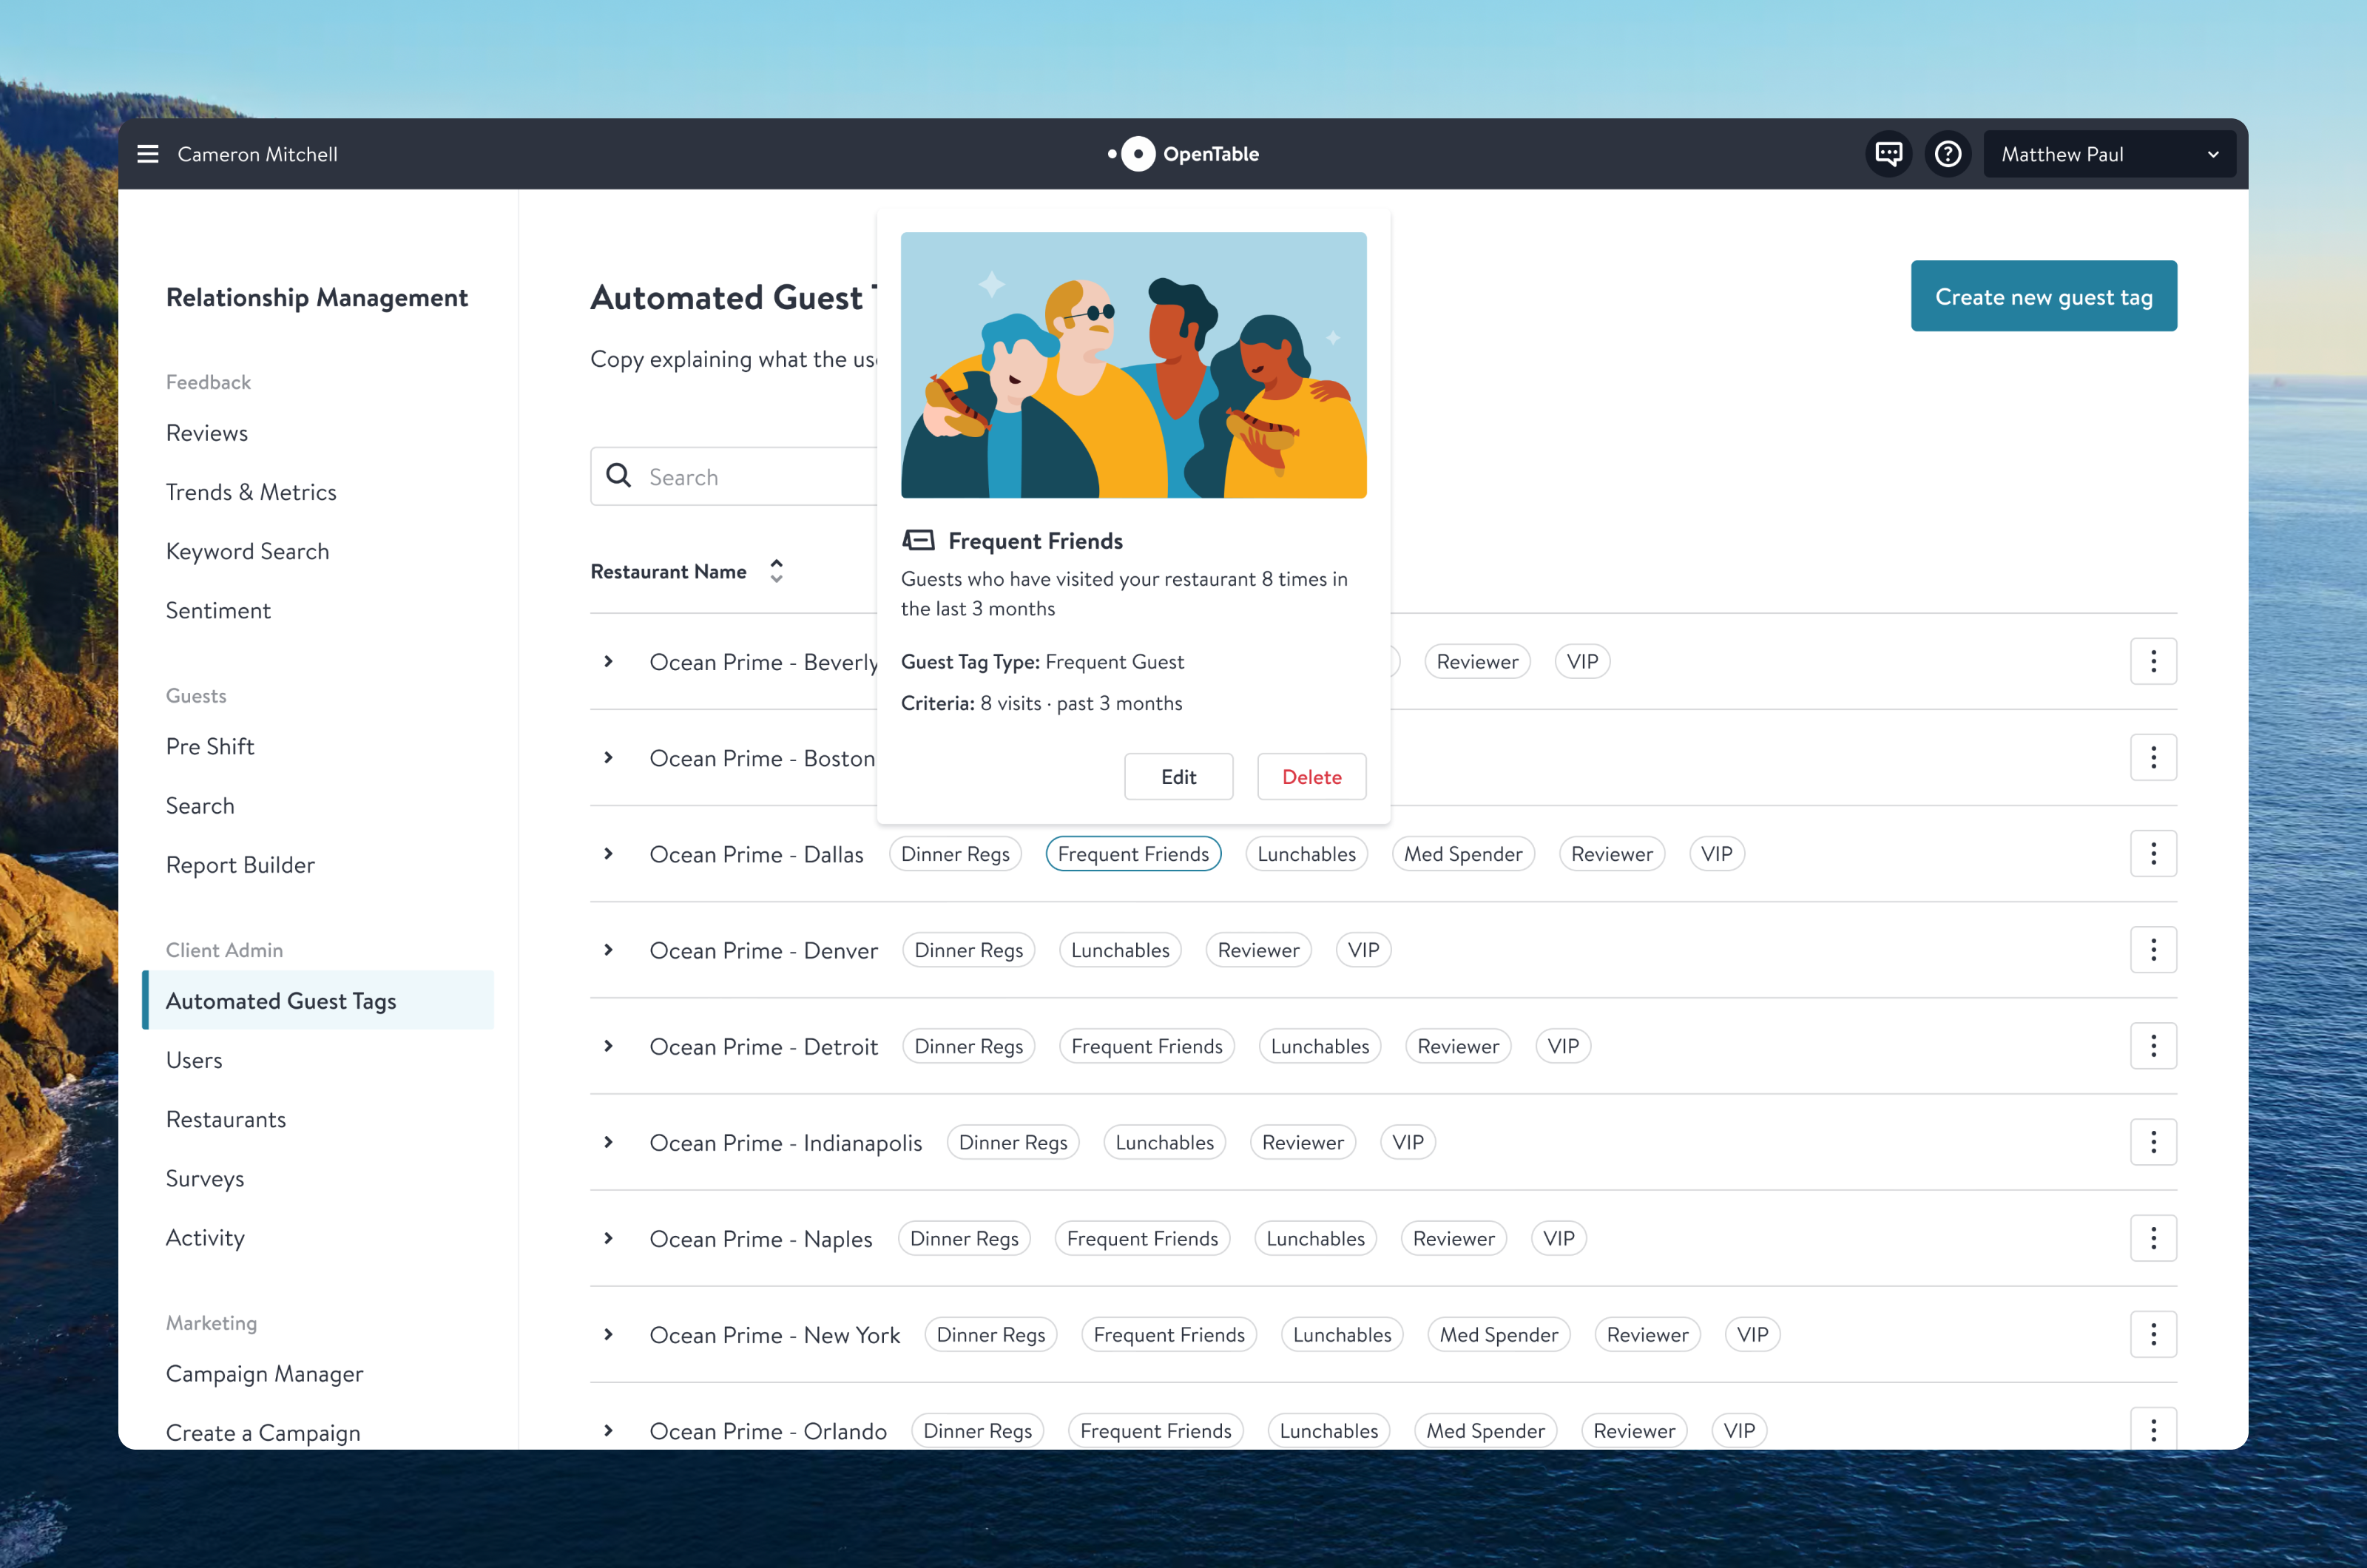 Cameron Mitchell
OpenTable
Matthew Paul
Relationship Management
Feedback
Reviews
Trends & Metrics
Keyword Search
Sentiment
Guests
Pre Shift
Search
Report Builder
Client Admin
Automated Guest Tags
Users
Restaurants
Surveys
Activity
Marketing
Campaign Manager
Create a Campaign
Automated Guest
Create new guest tag
Copy explaining what the
Search
Restaurant Name
Frequent Friends
Guests who have visited your restaurant 8 times in
the last 3 months
Guest Tag Type: Frequent Guest
Criteria: 8 visits · past 3 months
Edit Delete
Ocean Prime - Beverly Reviewer VIP
Ocean Prime - Boston
Ocean Prime - Dallas Dinner Regs Frequent Friends Lunchables Med Spender Reviewer VIP
Ocean Prime - Denver Dinner Regs Lunchables Reviewer VIP
Ocean Prime - Detroit Dinner Regs Frequent Friends Lunchables Reviewer VIP
Ocean Prime - Indianapolis Dinner Regs Lunchables Reviewer VIP
Ocean Prime - Naples Dinner Regs Frequent Friends Lunchables Reviewer VIP
Ocean Prime - New York Dinner Regs Frequent Friends Lunchables Med Spender Reviewer VIP
Ocean Prime - Orlando Dinner Regs Frequent Friends Lunchables Med Spender Reviewer VIP